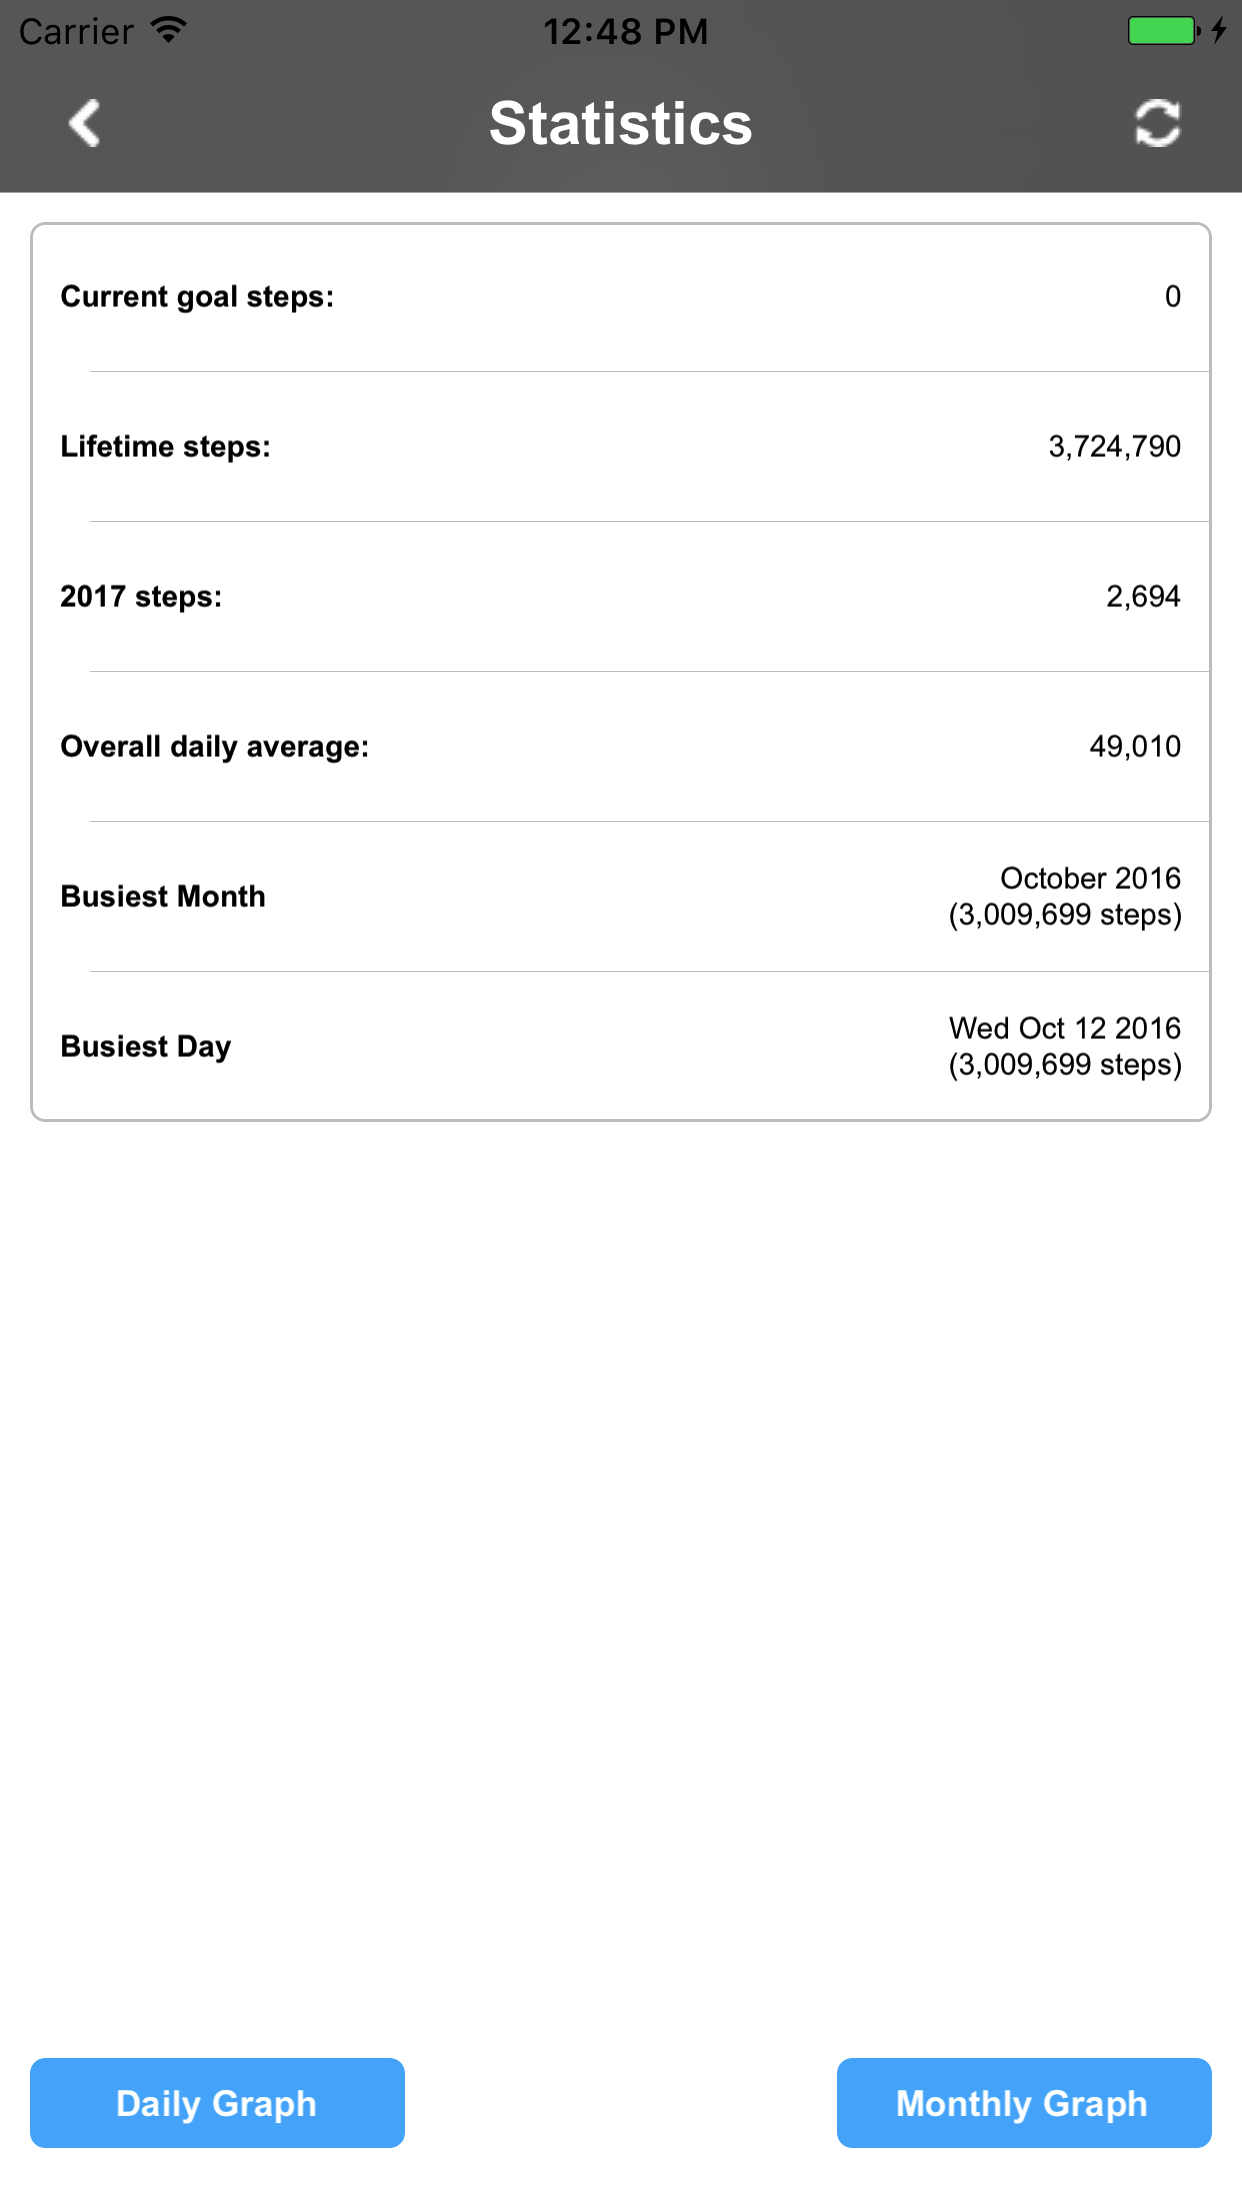 Carrier 12:48 PM
Statistics
Current goal steps: 0
Lifetime steps: 3,724,790
2017 steps: 2,694
Overall daily average: 49,010
Busiest Month October 2016
(3,009,699 steps)
Busiest Day Wed Oct 12 2016
(3,009,699 steps)
Daily Graph Monthly Graph